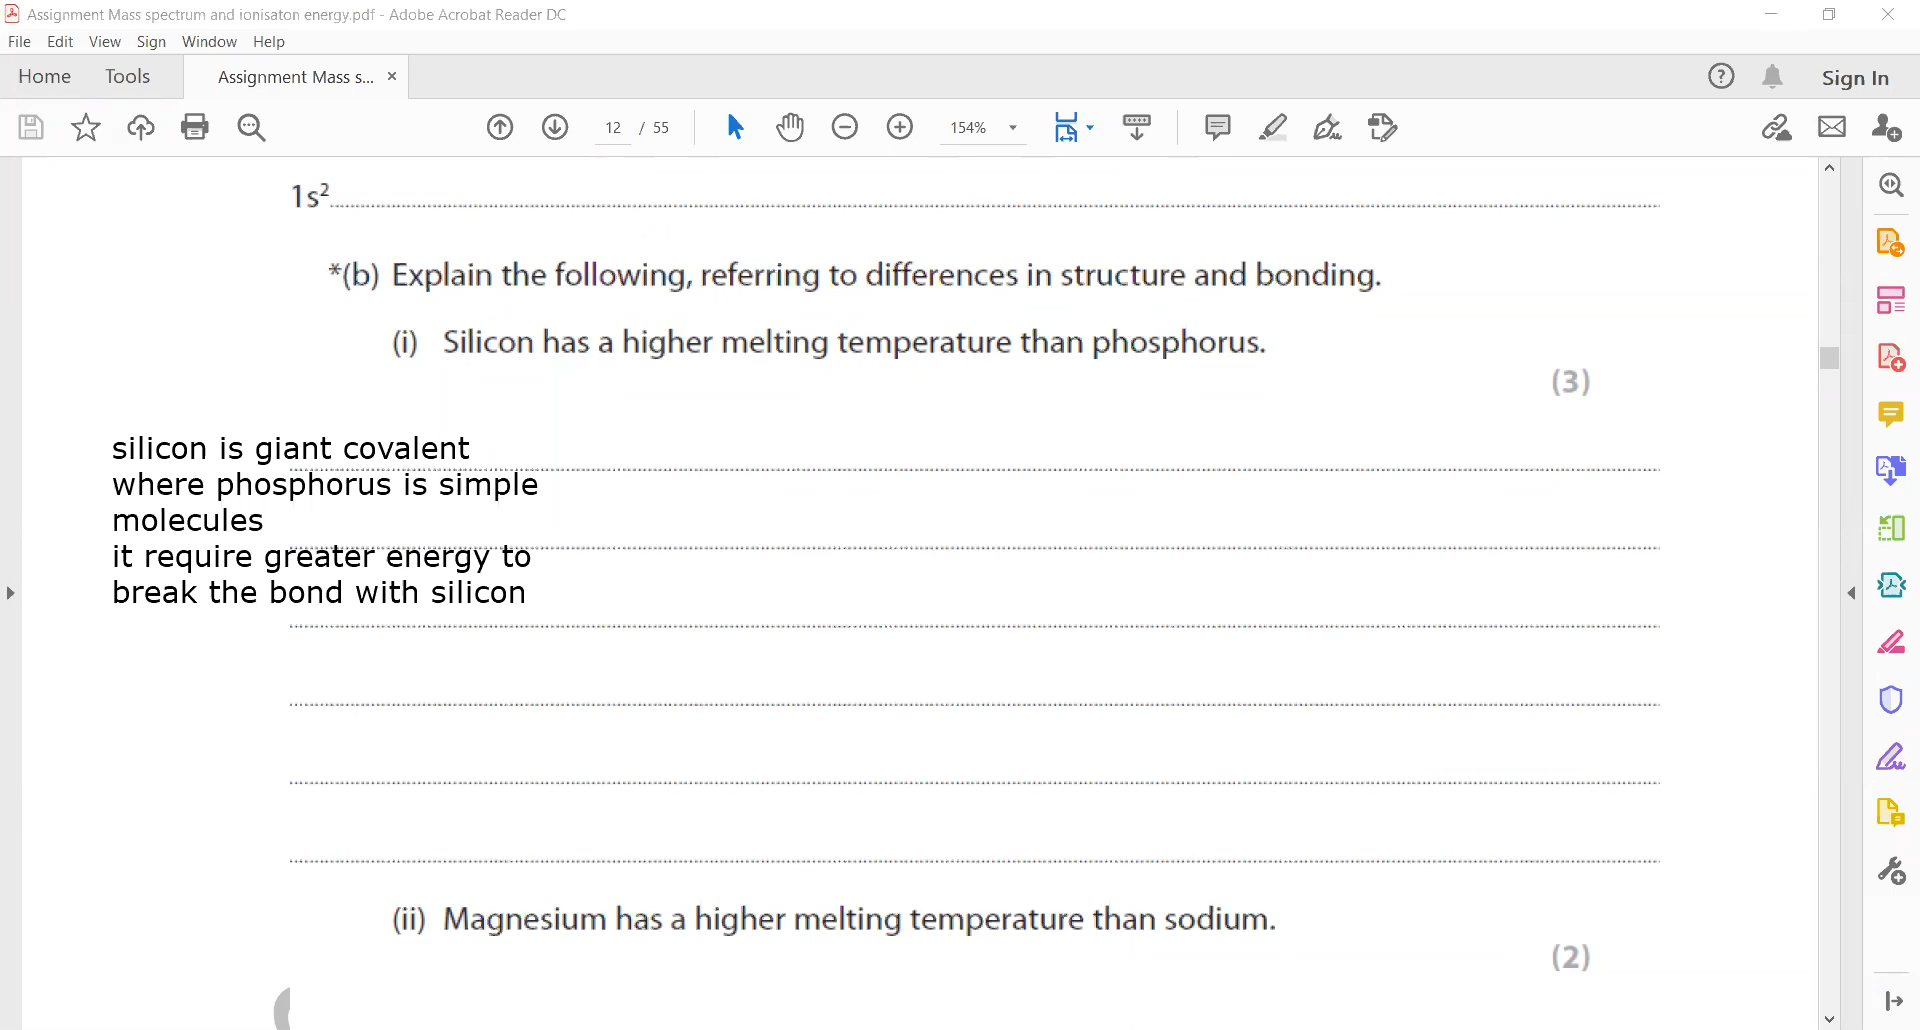 Assignment Mass spectrum and ionisaton energy.pdf - Adobe Acrobat Reader DC
File Edit View Sign Window Help
Home Tools Assignment Mass s... × ? Sign In
12 / 55 154%
1s²
*(b) Explain the following, referring to differences in structure and bonding.
(i) Silicon has a higher melting temperature than phosphorus.
(3)
silicon is giant covalent
where phosphorus is simple
molecules
it require greater energy to
break the bond with silicon
(ii) Magnesium has a higher melting temperature than sodium.
(2)